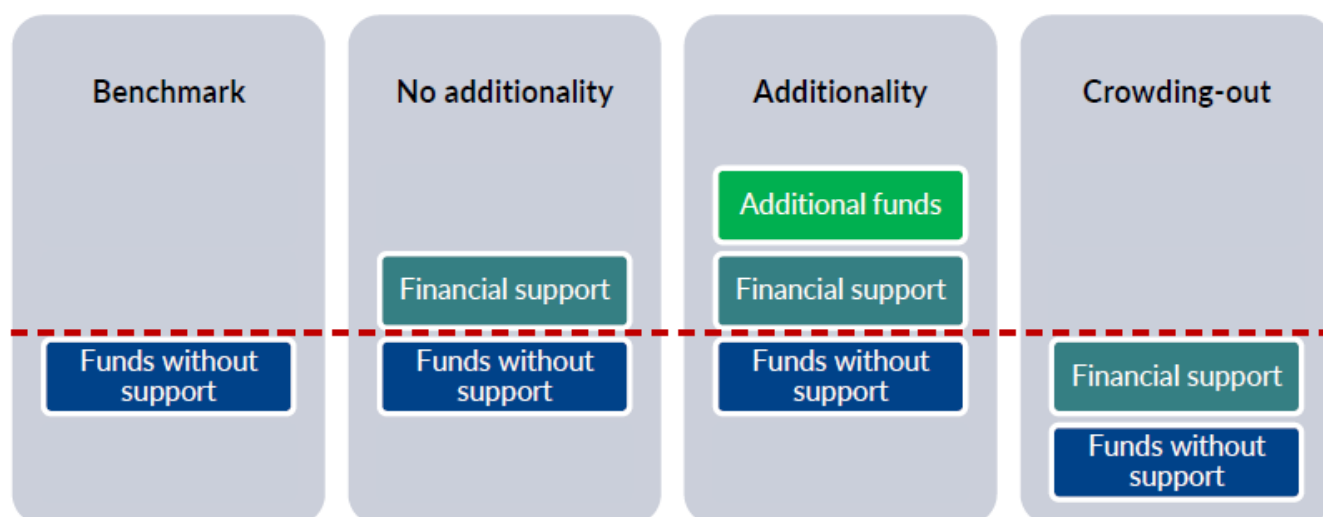 Benchmark
Funds without
support
No additionality
Financial support
Funds without
support
Additionality
Additional funds
Financial support
Funds without
support
Crowding-out
Financial support
Funds without
support